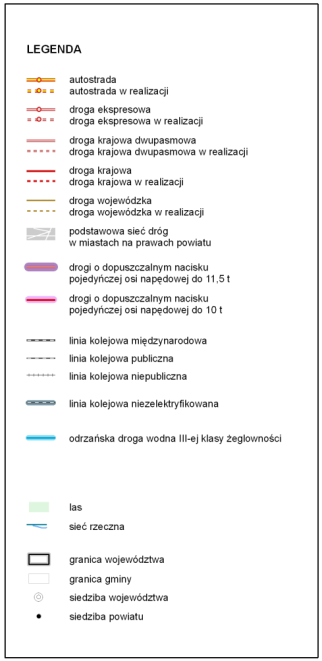 LEGENDA
autostrada
autostrada w realizacji
droga ekspresowa
droga ekspresowa w realizacji
droga krajowa dwupasmowa
droga krajowa dwupasmowa w realizacji
droga krajowa
droga krajowa w realizacji
droga wojewódzka
droga wojewódzka w realizacji
podstawowa sieć dróg
w miastach na prawach powiatu
drogi o dopuszczalnym nacisku
pojedyńczej osi napędowej do 11,5 t
drogi o dopuszczalnym nacisku
pojedyńczej osi napędowej do 10 t
linia kolejowa międzynarodowa
linia kolejowa publiczna
linia kolejowa niepubliczna
linia kolejowa niezelektryfikowana
odrzańska droga wodna III-ej klasy żeglowności
las
sieć rzeczna
granica województwa
granica gminy
siedziba województwa
siedziba powiatu